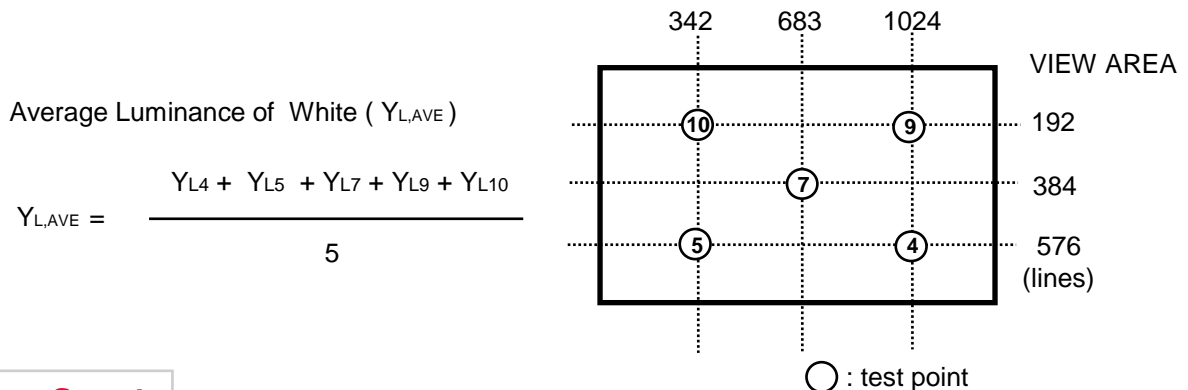 342 683 1024
VIEW AREA
Average Luminance of White ( YL,AVE )
10 9 192
YL4 + YL5 + YL7 + YL9 + YL10
7 384
YL,AVE =
5
5 4 576
(lines)
: test point